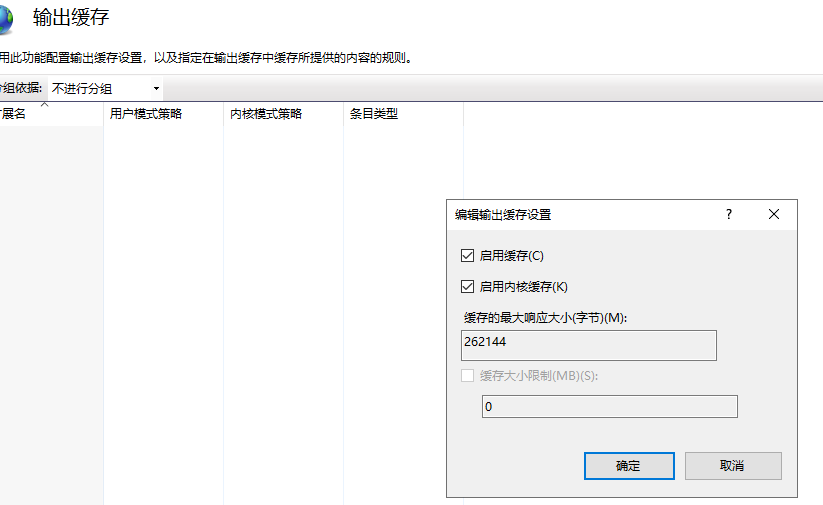 输出缓存
用此功能配置输出缓存设置，以及指定在输出缓存中缓存所提供的内容的规则。
分组依据: 不进行分组
展名 用户模式策略 内核模式策略 条目类型
编辑输出缓存设置 ?
启用缓存(C)
启用内核缓存(K)
缓存的最大响应大小(字节)(M):
262144
缓存大小限制(MB)(S):
0
确定 取消